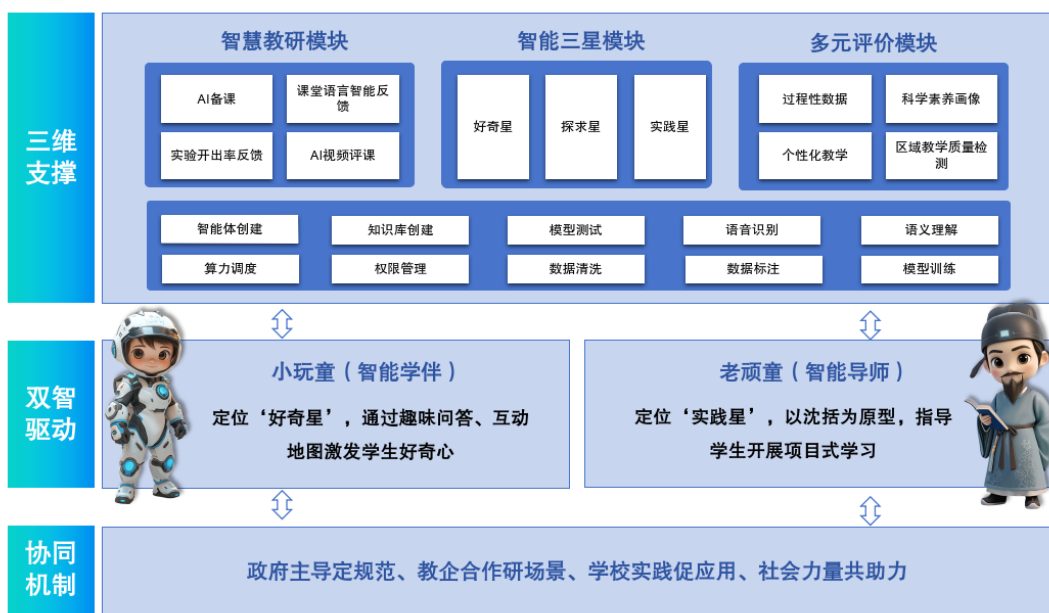 三维
支撑
智慧教研模块
AI备课
课堂语言智能反
馈
实验开出率反馈
AI视频评课
智能三星模块
好奇星
探求星
实践星
多元评价模块
过程性数据
科学素养画像
个性化教学
区域教学质量检
测
智能体创建
知识库创建
模型测试
语音识别
语义理解
算力调度
权限管理
数据清洗
数据标注
模型训练
双智
驱动
小玩童（智能学伴）
定位‘好奇星’，通过趣味问答、互动
地图激发学生好奇心
老顽童（智能导师）
定位‘实践星’，以沈括为原型，指导
学生开展项目式学习
协同
机制
政府主导定规范、教企合作研场景、学校实践促应用、社会力量共助力